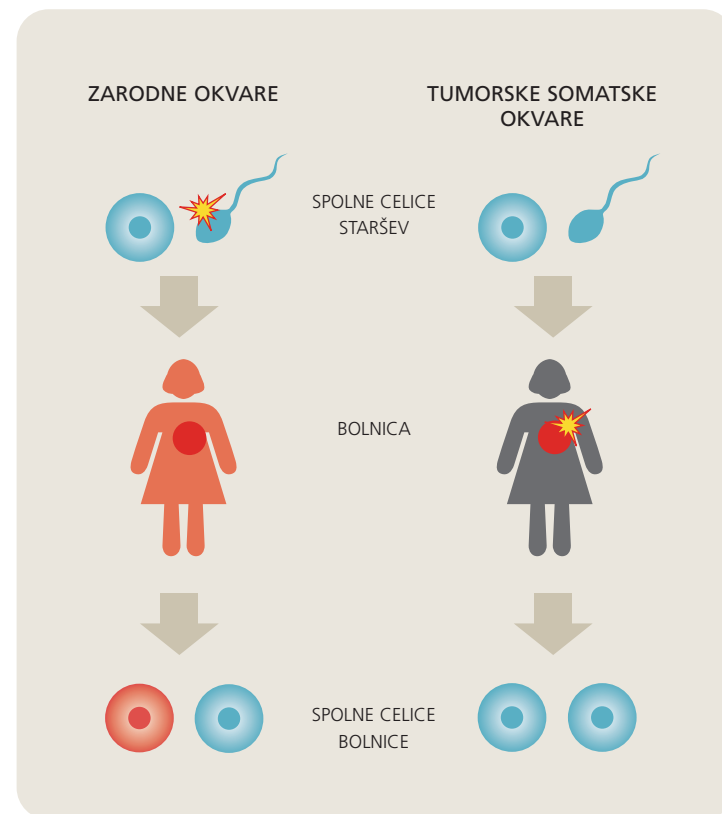 ZARODNE OKVARE
TUMORSKE SOMATSKE
OKVARE
SPOLNE CELICE
STARŠEV
BOLNICA
SPOLNE CELICE
BOLNICE